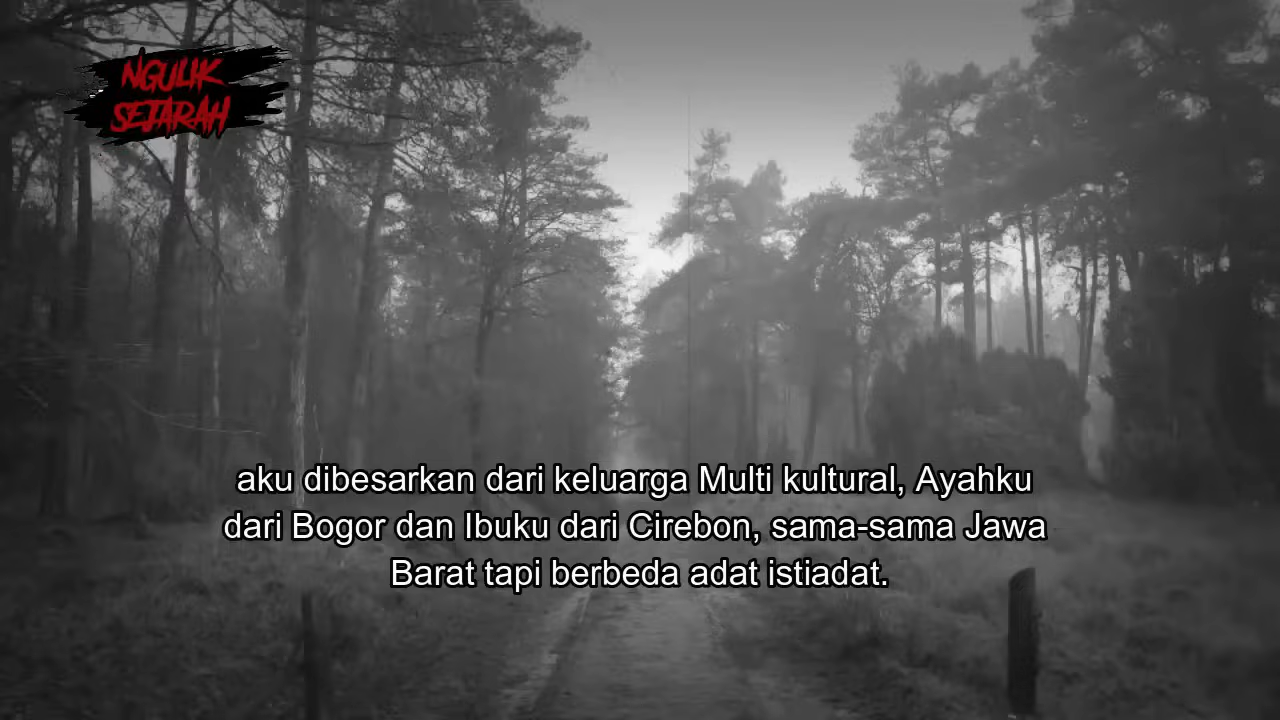 NGULIK
SEJARAH
aku dibesarkan dari keluarga Multi kultural, Ayahku
dari Bogor dan Ibuku dari Cirebon, sama-sama Jawa
Barat tapi berbeda adat istiadat.